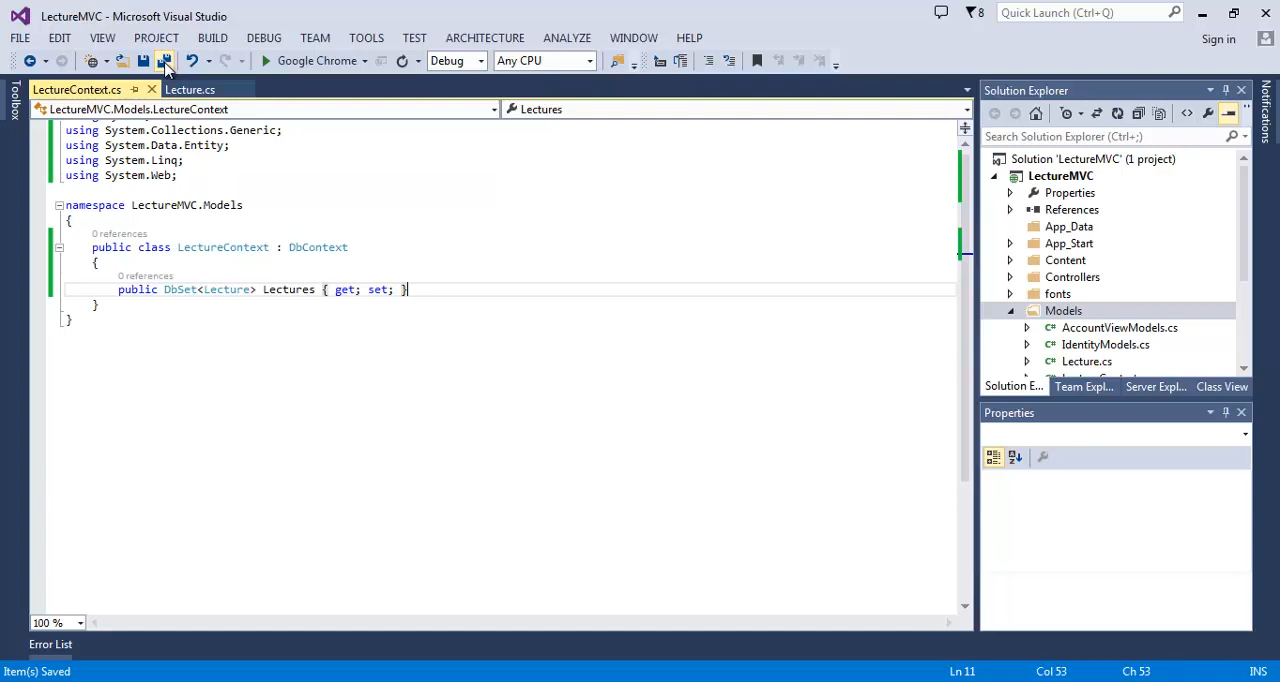 LectureMVC - Microsoft Visual Studio
8
Quick Launch (Ctrl+Q)
FILE EDIT VIEW PROJECT BUILD DEBUG TEAM TOOLS TEST ARCHITECTURE ANALYZE WINDOW HELP
Sign in
Google Chrome Debug Any CPU
Toolbox
LectureContext.cs Lecture.cs
LectureMVC.Models.LectureContext Lectures
using System.Collections.Generic;
using System.Data.Entity;
using System.Linq;
using System.Web;
namespace LectureMVC.Models
{
0 references
public class LectureContext : DbContext
{
0 references
public DbSet<Lecture> Lectures { get; set; }
}
}
100 %
Error List
Item(s) Saved
Ln 11 Col 53 Ch 53 INS
Solution Explorer
Search Solution Explorer (Ctrl+;)
Solution 'LectureMVC' (1 project)
LectureMVC
Properties
References
App_Data
App_Start
Content
Controllers
fonts
Models
AccountViewModels.cs
IdentityModels.cs
Lecture.cs
Solution E... Team Expl... Server Expl... Class View
Properties
Notifications